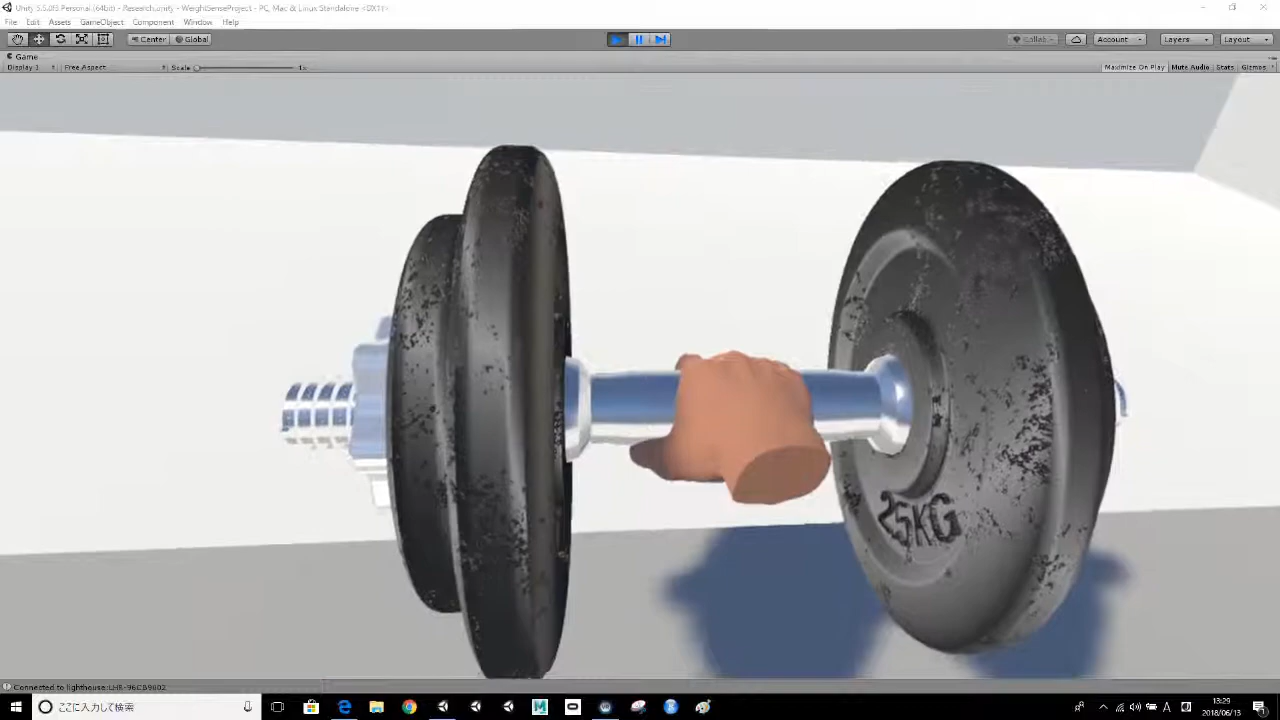 Unity 5.5.0f3 Personal (64bit) - Research.unity - WeightSenseProject - PC, Mac & Linux Standalone <DX11>
File Edit Assets GameObject Component Window Help
Center Global Collab Account Layers Layout
Game
Display 1 Free Aspect Scale 1x Maximize On Play Mute Audio Stats Gizmos
25KG
Connected to lighthouse:LHR-96CB9802
ここに入力して検索
13:29
2018/06/13